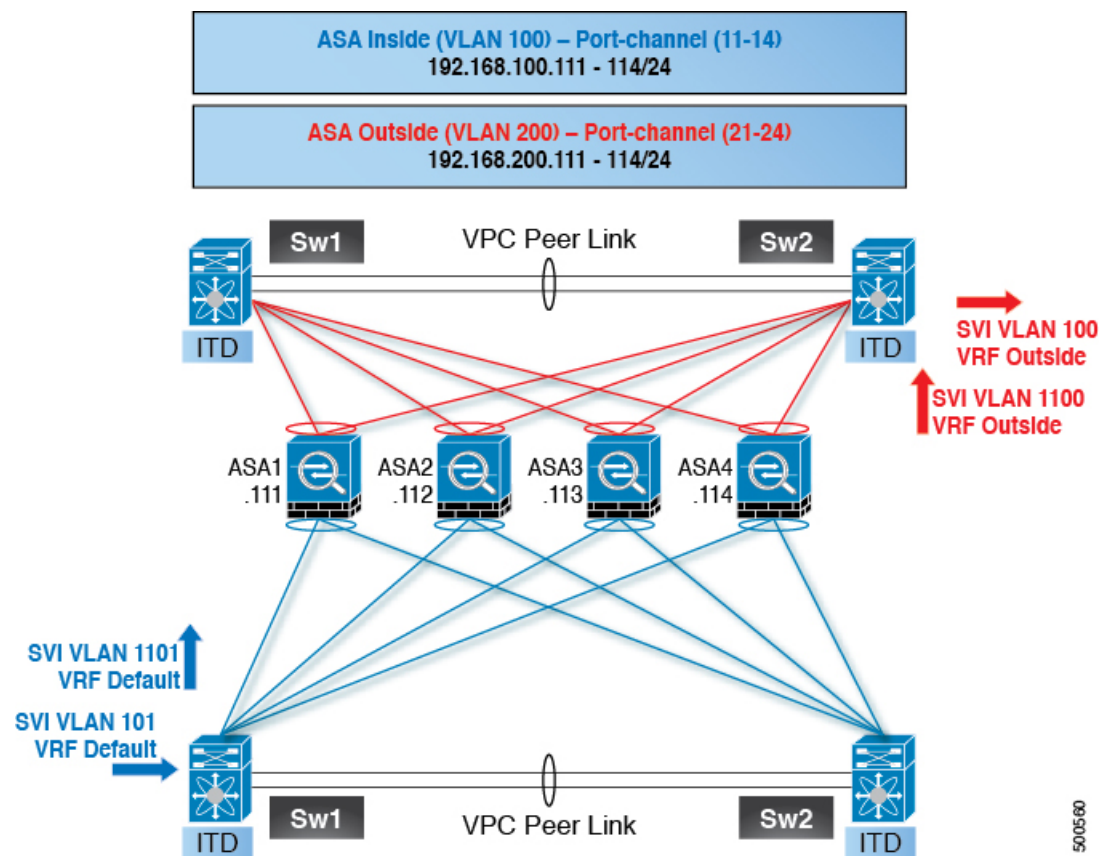 ASA Inside (VLAN 100) – Port-channel (11-14)
192.168.100.111 - 114/24
ASA Outside (VLAN 200) – Port-channel (21-24)
192.168.200.111 - 114/24
Sw1
VPC Peer Link
Sw2
ITD
ITD
SVI VLAN 100
VRF Outside
SVI VLAN 1100
VRF Outside
ASA1
.111
ASA2
.112
ASA3
.113
ASA4
.114
SVI VLAN 1101
VRF Default
SVI VLAN 101
VRF Default
Sw1
VPC Peer Link
Sw2
ITD
ITD
500560